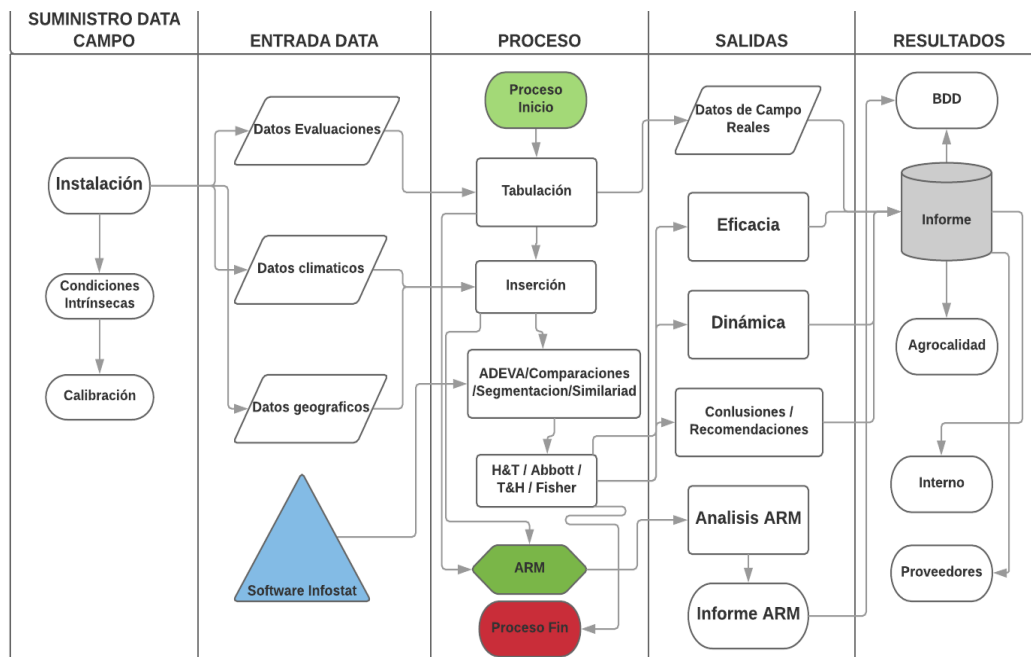 SUMINISTRO DATA
CAMPO
ENTRADA DATA
PROCESO
SALIDAS
RESULTADOS
Instalación
Condiciones
Intrínsecas
Calibración
Datos Evaluaciones
Datos climaticos
Datos geograficos
Software Infostat
Proceso
Inicio
Tabulación
Inserción
ADEVA/Comparaciones
/Segmentacion/Similariad
H&T / Abbott /
T&H / Fisher
ARM
Proceso Fin
Datos de Campo
Reales
Eficacia
Dinámica
Conlusiones /
Recomendaciones
Analisis ARM
Informe ARM
BDD
Informe
Agrocalidad
Interno
Proveedores